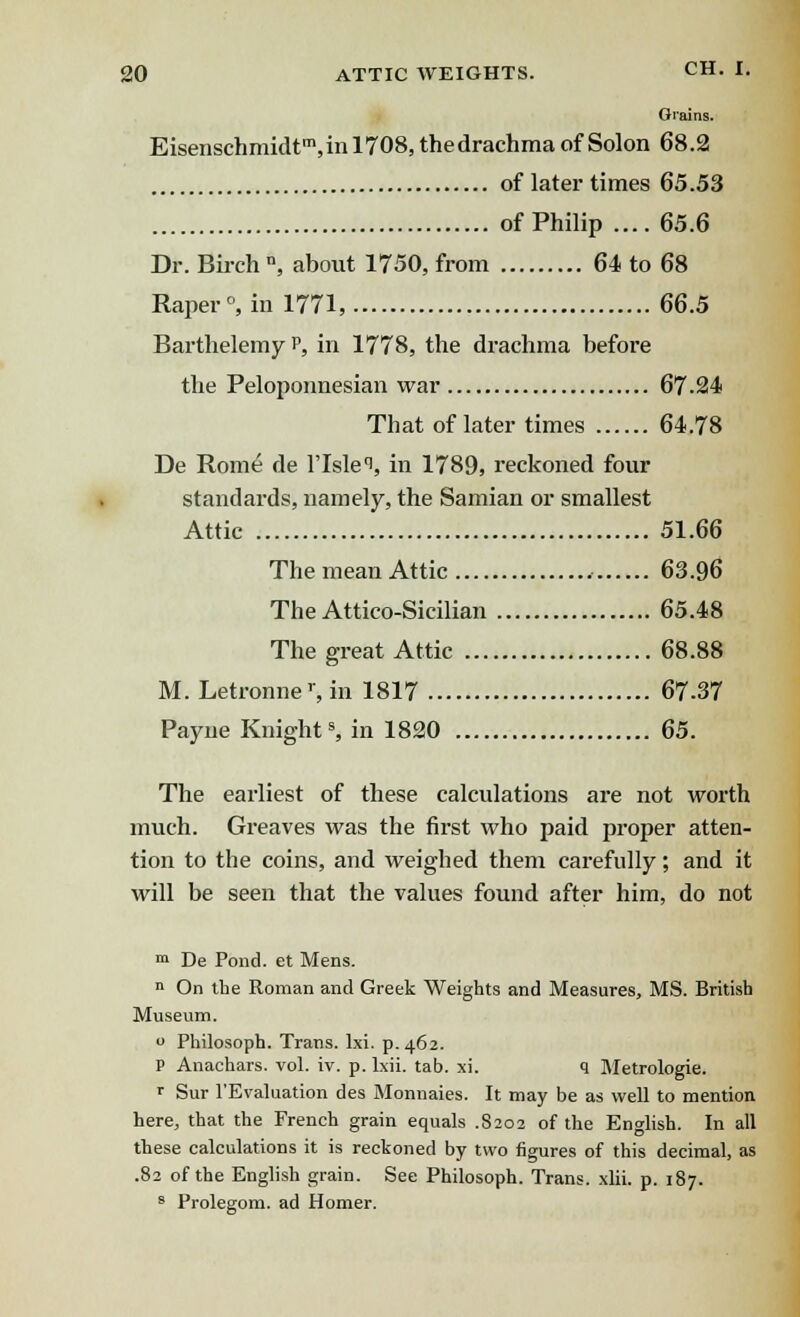 20 ATTIC WEIGHTS. CH. I.
Grains.
Eisenschmidtᵐ, in 1708, the drachma of Solon 68.2
................................................ of later times 65.53
................................................ of Philip .... 65.6
Dr. Birch ⁿ, about 1750, from .......... 64 to 68
Raper ᵒ, in 1771, ..................................... 66.5
Barthelemy ᵖ, in 1778, the drachma before
the Peloponnesian war ......................... 67.24
That of later times ...... 64.78
De Romé de l'Isle^q, in 1789, reckoned four
standards, namely, the Samian or smallest
Attic ................................................ 51.66
The mean Attic ........................ 63.96
The Attico-Sicilian ................... 65.48
The great Attic ....................... 68.88
M. Letronne ʳ, in 1817 ........................... 67.37
Payne Knight ˢ, in 1820 ........................ 65.
The earliest of these calculations are not worth
much. Greaves was the first who paid proper atten-
tion to the coins, and weighed them carefully; and it
will be seen that the values found after him, do not
ᵐ De Pond. et Mens.
ⁿ On the Roman and Greek Weights and Measures, MS. British
Museum.
ᵒ Philosoph. Trans. lxi. p. 462.
ᵖ Anachars. vol. iv. p. lxii. tab. xi. ^q Metrologie.
ʳ Sur l'Evaluation des Monnaies. It may be as well to mention
here, that the French grain equals .8202 of the English. In all
these calculations it is reckoned by two figures of this decimal, as
.82 of the English grain. See Philosoph. Trans. xlii. p. 187.
ˢ Prolegom. ad Homer.